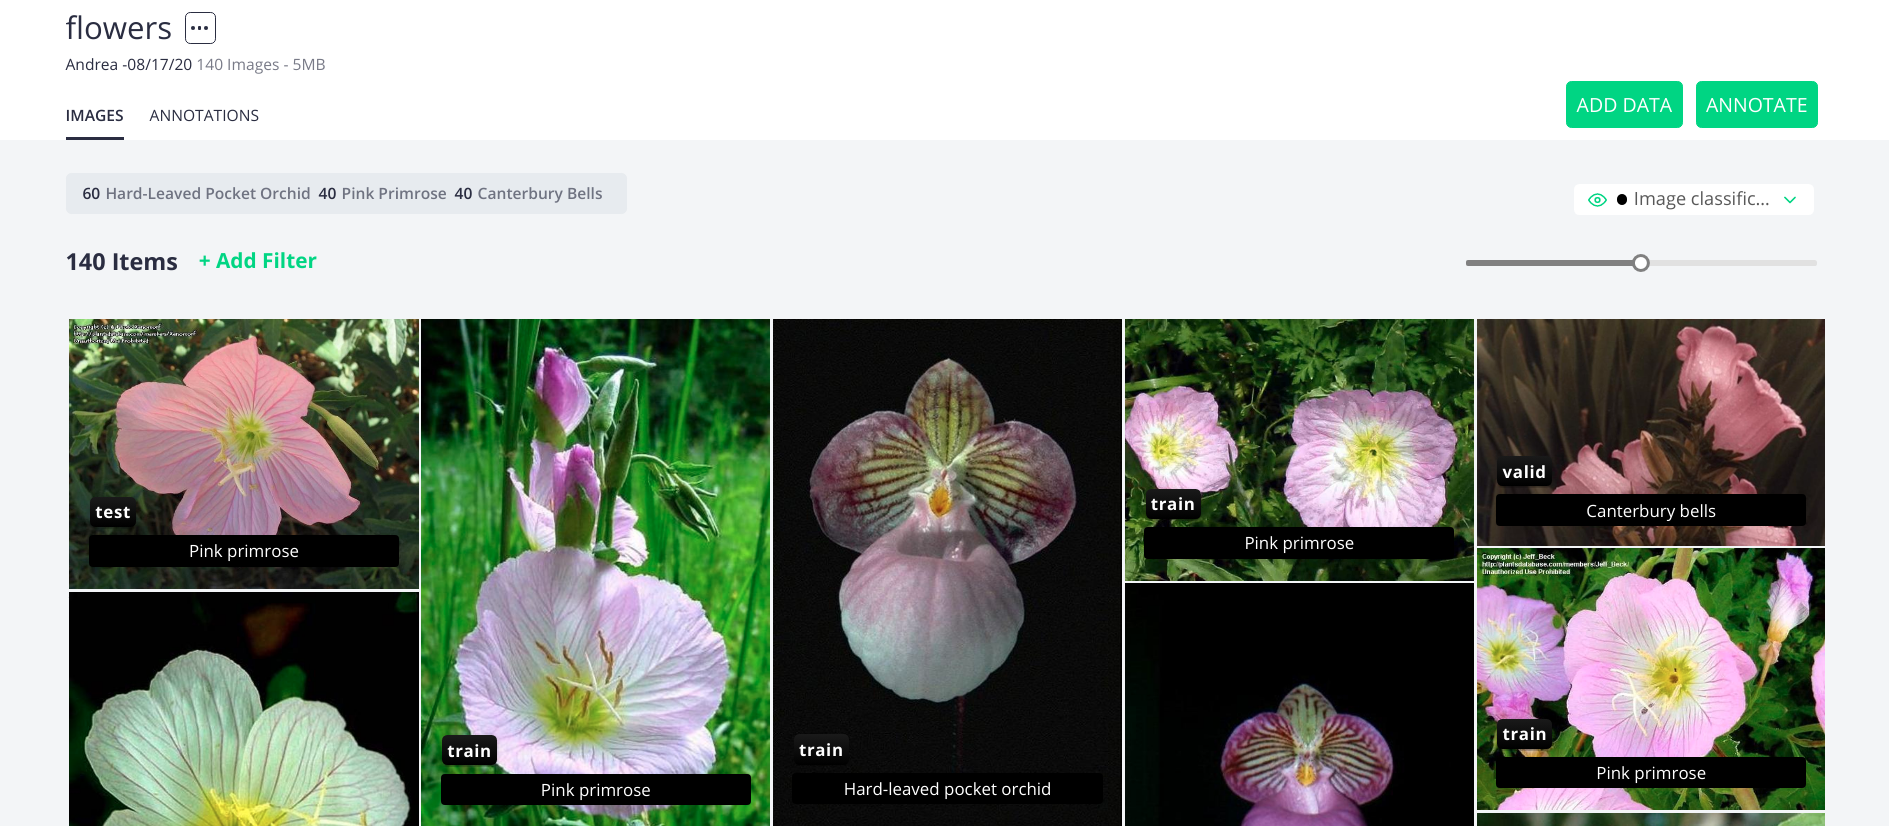 flowers
Andrea -08/17/20 140 Images - 5MB
IMAGES ANNOTATIONS
ADD DATA ANNOTATE
60 Hard-Leaved Pocket Orchid 40 Pink Primrose 40 Canterbury Bells
Image classific...
140 Items + Add Filter
test
Pink primrose
train
Pink primrose
train
Hard-leaved pocket orchid
train
Pink primrose
valid
Canterbury bells
Copyright (c) Jeff_Beck
http://plantsdatabase.com/members/Jeff_Beck/
Unauthorized Use Prohibited
train
Pink primrose